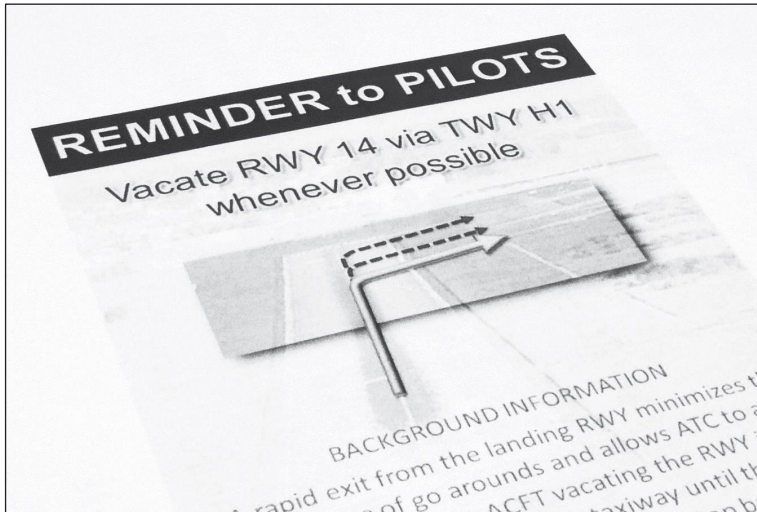 REMINDER to PILOTS
Vacate RWY 14 via TWY H1
whenever possible
BACKGROUND INFORMATION
A rapid exit from the landing RWY minimizes
of go arounds and allows ATC to
ACFT vacating the RWY
taxiway until